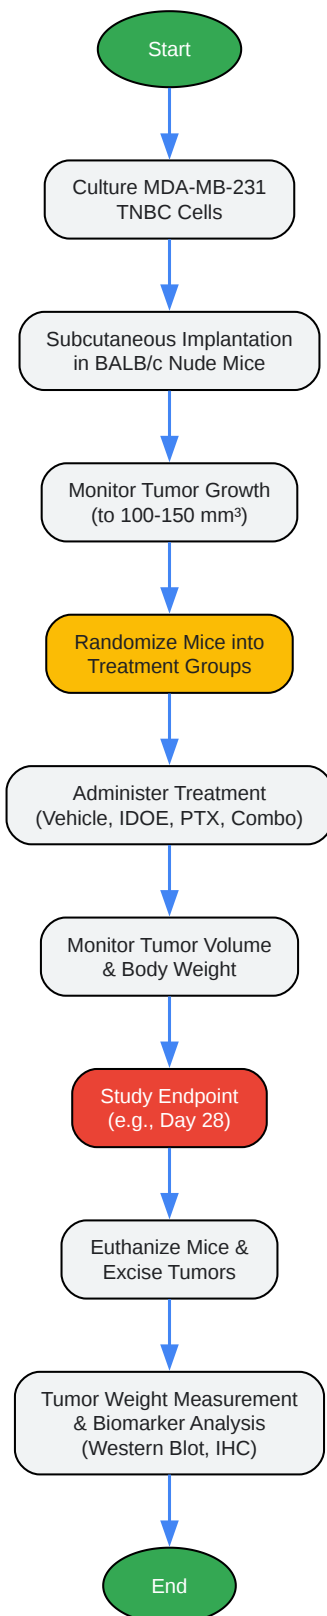 Start
Culture MDA-MB-231
TNBC Cells
Subcutaneous Implantation
in BALB/c Nude Mice
Monitor Tumor Growth
(to 100-150 mm³)
Randomize Mice into
Treatment Groups
Administer Treatment
(Vehicle, IDOE, PTX, Combo)
Monitor Tumor Volume
& Body Weight
Study Endpoint
(e.g., Day 28)
Euthanize Mice &
Excise Tumors
Tumor Weight Measurement
& Biomarker Analysis
(Western Blot, IHC)
End